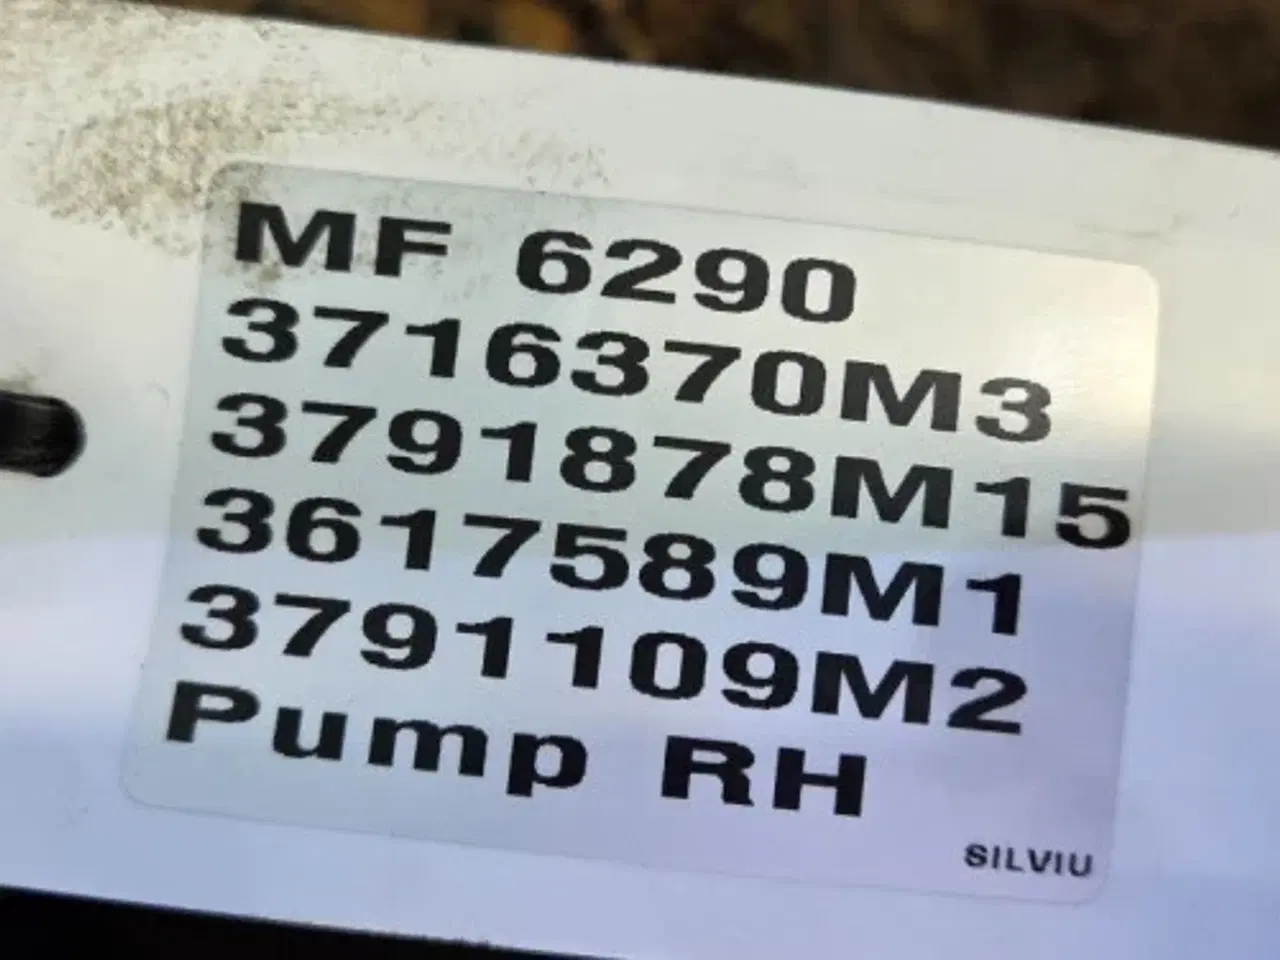 MF 6290
3716370M3
3791878M15
3617589M1
3791109M2
Pump RH
SILVIU